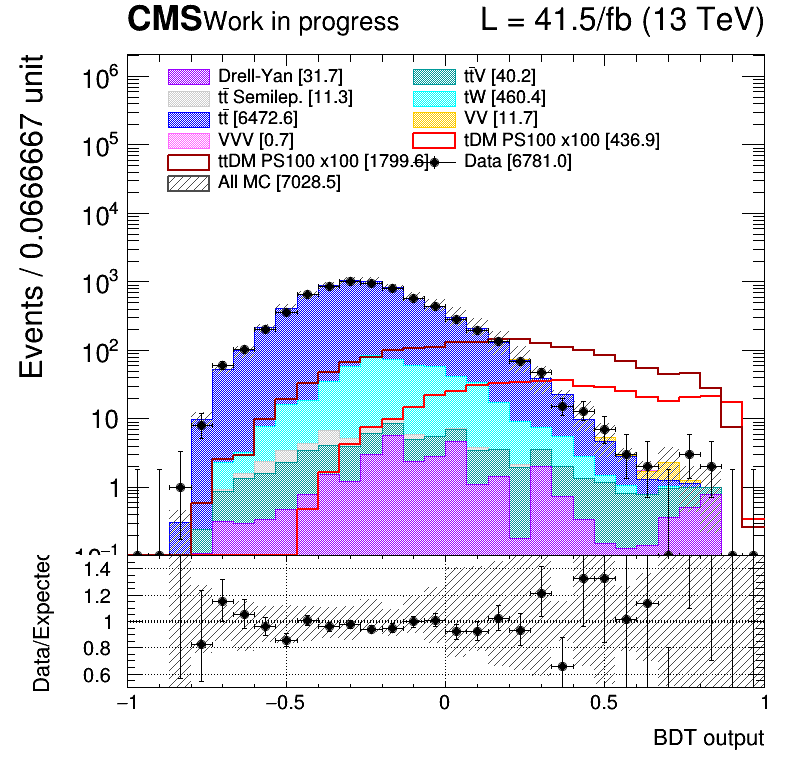 CMS Work in progress L = 41.5/fb (13 TeV)
Events / 0.0666667 unit
10⁶
10⁵
10⁴
10³
10²
10
1
10⁻¹
Drell-Yan [31.7] tt̄V [40.2]
tt̄ Semilep. [11.3] tW [460.4]
tt̄ [6472.6] VV [11.7]
VVV [0.7] tDM PS100 x100 [436.9]
ttDM PS100 x100 [1799.6] Data [6781.0]
All MC [7028.5]
Data/Expected
1.4
1.2
1
0.8
0.6
−1 −0.5 0 0.5 1
BDT output